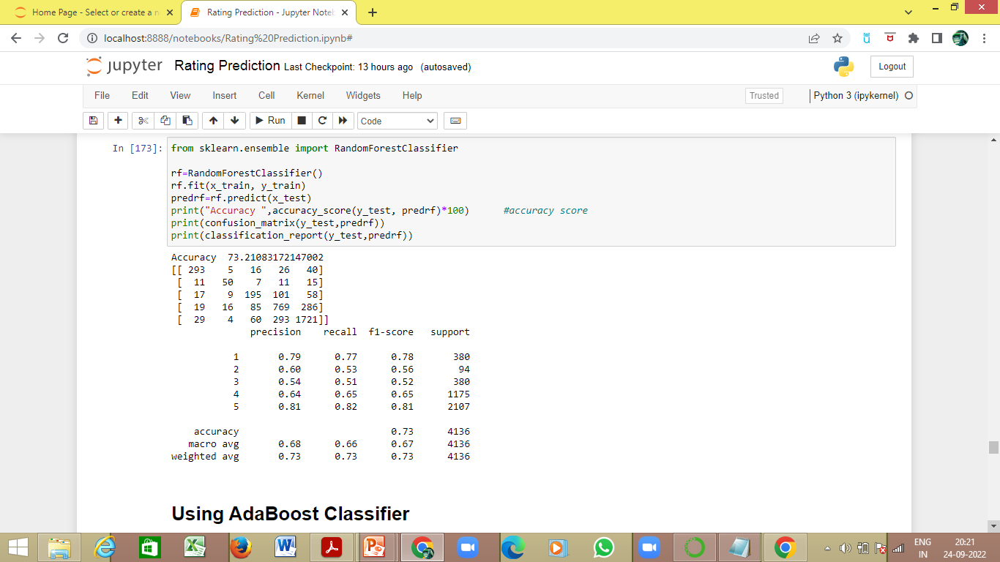 Home Page - Select or create a n
Rating Prediction - Jupyter Noteb
localhost:8888/notebooks/Rating%20Prediction.ipynb#
jupyter Rating Prediction Last Checkpoint: 13 hours ago (autosaved)
Logout
File Edit View Insert Cell Kernel Widgets Help
Trusted
Python 3 (ipykernel)
Run
Code
In [173]:
from sklearn.ensemble import RandomForestClassifier
rf=RandomForestClassifier()
rf.fit(x_train, y_train)
predrf=rf.predict(x_test)
print("Accuracy ",accuracy_score(y_test, predrf)*100)      #accuracy score
print(confusion_matrix(y_test,predrf))
print(classification_report(y_test,predrf))
Accuracy  73.21083172147002
[[ 293    5   16   26   40]
 [  11   50    7   11   15]
 [  17    9  195  101   58]
 [  19   16   85  769  286]
 [  29    4   60  293 1721]]
              precision    recall  f1-score   support
           1       0.79      0.77      0.78       380
           2       0.60      0.53      0.56        94
           3       0.54      0.51      0.52       380
           4       0.64      0.65      0.65      1175
           5       0.81      0.82      0.81      2107
    accuracy                           0.73      4136
   macro avg       0.68      0.66      0.67      4136
weighted avg       0.73      0.73      0.73      4136
Using AdaBoost Classifier
ENG
IN
20:21
24-09-2022